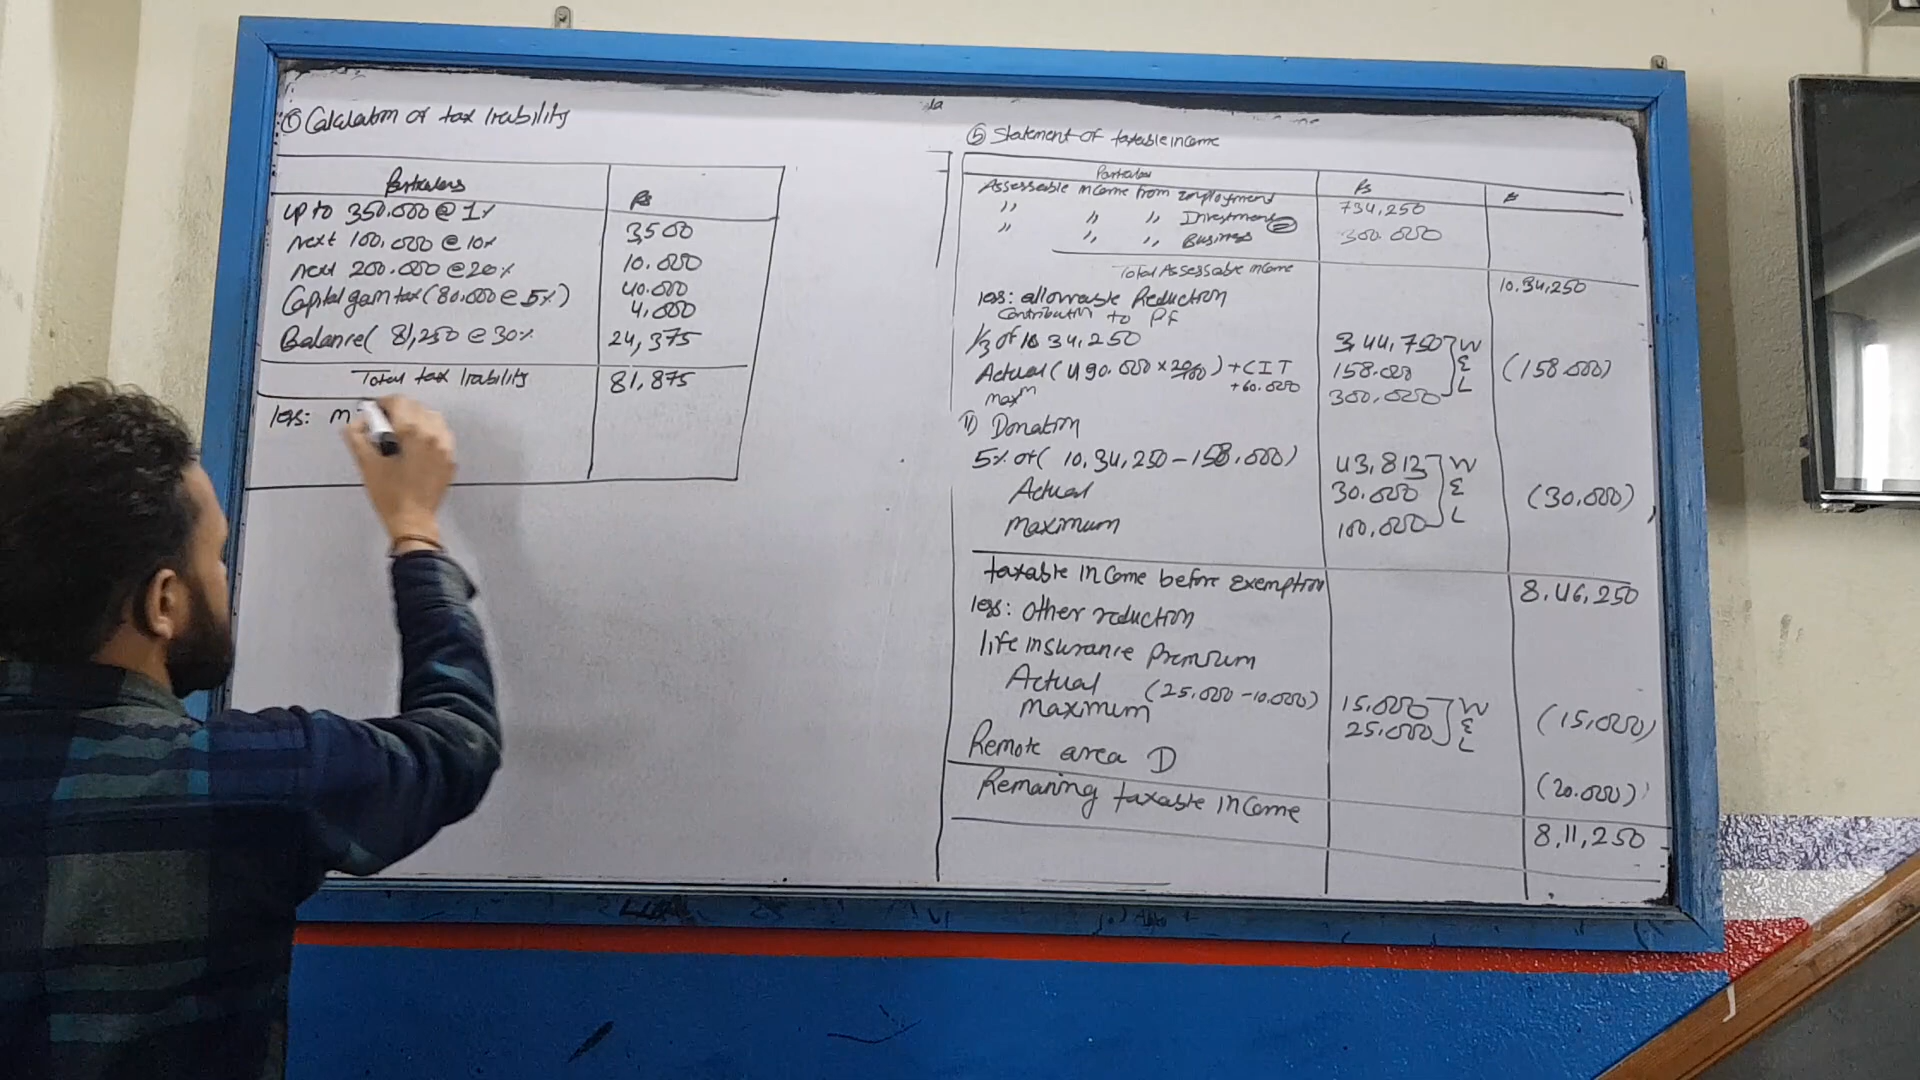 ① Calculation of tax liability
Particulars Rs
up to 350.000 @ 1% 3,500
next 100,000 @ 10% 10.000
next 200.000 @ 20% 40.000
Capital gain tax (80,000 @ 5%) 4,000
Balance( 81,250 @ 30% 24,375
Total tax liability 81,875
less: m
⑤ Statement of taxable income
Particulars Rs Rs
Assessable income from employment 734,250
,, ,, ,, Investment
,, ,, ,, Business 300.000
Total Assessable income 10,34,250
less: allowable Reduction
Contribution to Pf
1/3 of 10 34,250 3,44,750 W
Actual (490.000 × 20/100) + CIT 158.000 E (158.000)
+60.000
maxm 300,000 L
ii) Donation
5% of ( 10,34,250 – 158,000) 43,813 W
Actual 30.000 E (30,000)
maximum 100,000 L
taxable income before exemption 8,46,250
less: other reduction
life insurance Premium
Actual (25,000 – 10.000) 15,000 W (15,000)
maximum 25,000 E L
Remote area D (20.000)
Remaning taxable income 8,11,250